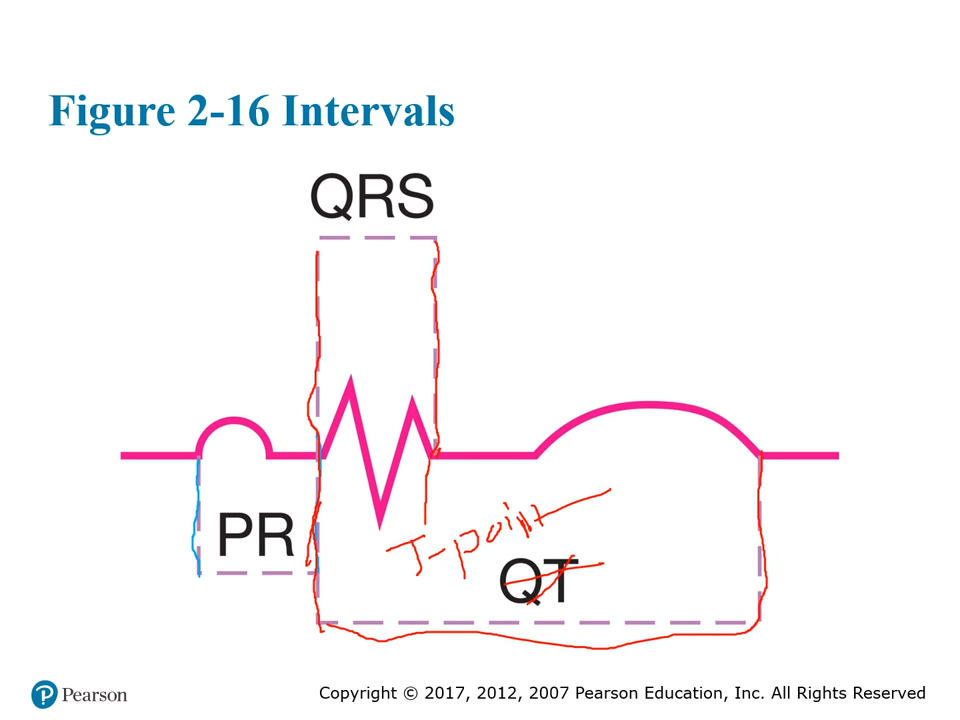 Figure 2-16 Intervals
QRS
PR
J-point
QT
Pearson
Copyright © 2017, 2012, 2007 Pearson Education, Inc. All Rights Reserved